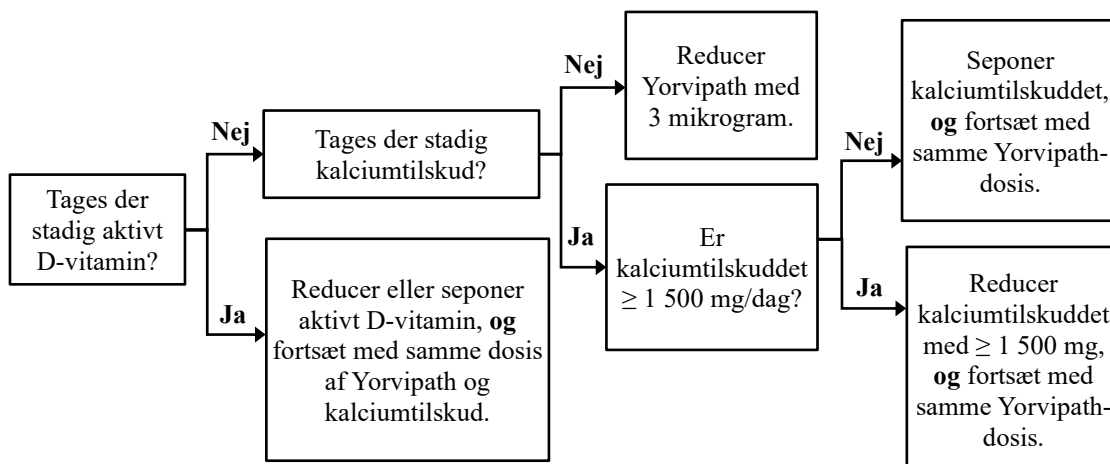 Tages der
stadig aktivt
D-vitamin?
Nej
Tages der stadig
kalciumtilskud?
Ja
Reducer eller seponer
aktivt D-vitamin, og
fortsæt med samme dosis
af Yorvipath og
kalciumtilskud.
Nej
Reducer
Yorvipath med
3 mikrogram.
Ja
Er
kalciumtilskuddet
≥ 1 500 mg/dag?
Nej
Seponer
kalciumtilskuddet,
og fortsæt med
samme Yorvipath-
dosis.
Ja
Reducer
kalciumtilskuddet
med ≥ 1 500 mg,
og fortsæt med
samme Yorvipath-
dosis.